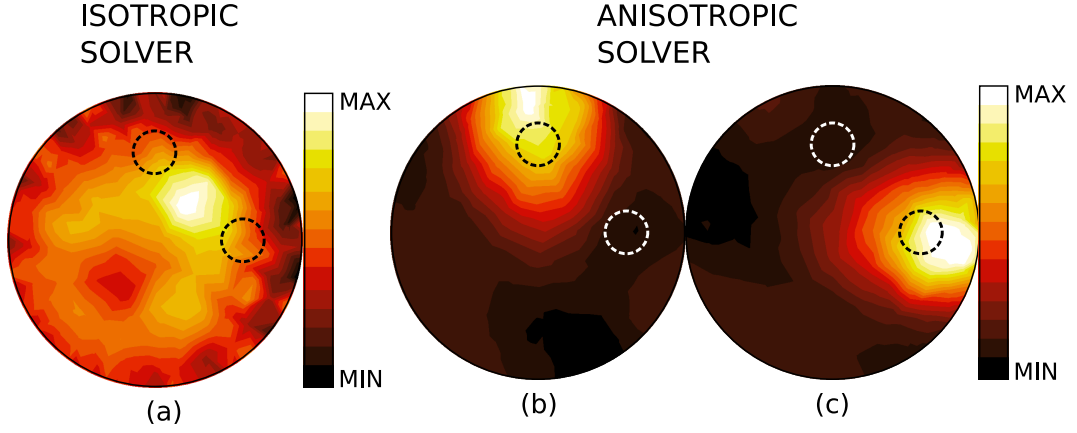 ISOTROPIC
SOLVER
ANISOTROPIC
SOLVER
MAX
MIN
MAX
MIN
(a)
(b)
(c)